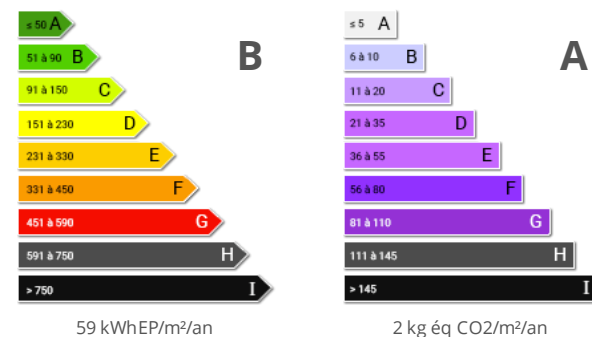 ≤ 50 A
51 à 90 B
91 à 150 C
151 à 230 D
231 à 330 E
331 à 450 F
451 à 590 G
591 à 750 H
> 750 I
B
59 kWhEP/m²/an
≤ 5 A
6 à 10 B
11 à 20 C
21 à 35 D
36 à 55 E
56 à 80 F
81 à 110 G
111 à 145 H
> 145 I
A
2 kg éq CO2/m²/an